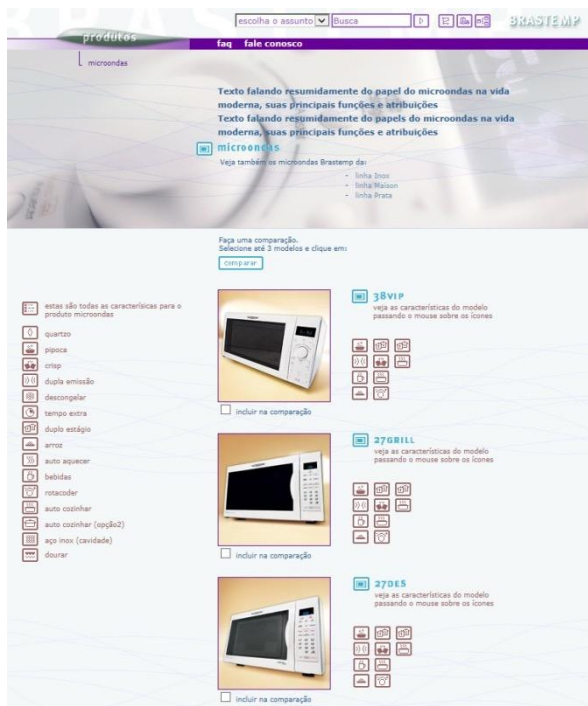 escolha o assunto
Busca
BRASTEMP
produtos
faq fale conosco
microondas
Texto falando resumidamente do papel do microondas na vida
moderna, suas principais funções e atribuições
Texto falando resumidamente do papels do microondas na vida
moderna, suas principais funções e atribuições
microondas
Veja também os microondas Brastemp da:
- linha Inox
- linha Maison
- linha Prata
Faça uma comparação.
Selecione até 3 modelos e clique em:
comparar
estas são todas as caracterísicas para o
produto microondas
quartzo
pipoca
crisp
dupla emissão
descongelar
tempo extra
duplo estágio
arroz
auto aquecer
bebidas
rotacoder
auto cozinhar
auto cozinhar (opção2)
aço inox (cavidade)
dourar
38VIP
veja as características do modelo
passando o mouse sobre os ícones
incluir na comparação
27GRILL
veja as características do modelo
passando o mouse sobre os ícones
incluir na comparação
27DES
veja as características do modelo
passando o mouse sobre os ícones
incluir na comparação